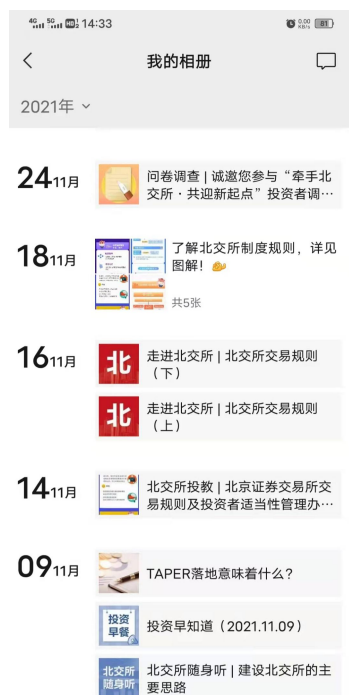 4G 5G HD 14:33 0.00 KB/s 61
我的相册
2021年
24 11月
问卷调查 | 诚邀您参与“牵手北
交所·共迎新起点”投资者调…
18 11月
了解北交所制度规则，详见
图解！
共5张
16 11月
北
走进北交所 | 北交所交易规则
（下）
北
走进北交所 | 北交所交易规则
（上）
14 11月
北交所投教 | 北京证券交易所交
易规则及投资者适当性管理办…
09 11月
TAPER落地意味着什么？
投资
早餐
投资早知道（2021.11.09）
北交所
随身听
北交所随身听 | 建设北交所的主
要思路